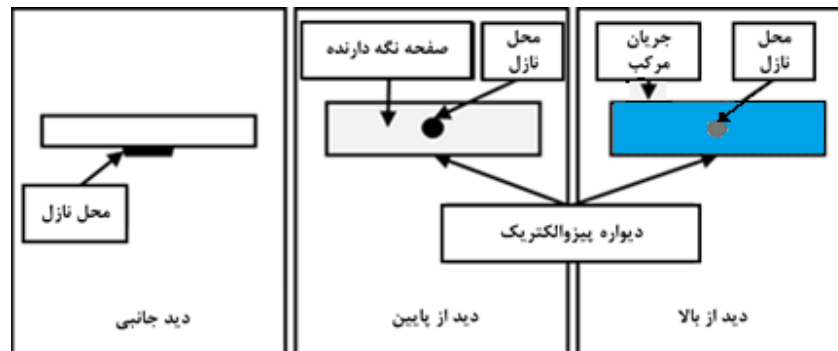 جریان
مرکب
محل
نازل
صفحه نگه دارنده
محل
نازل
محل نازل
دیواره پیزوالکتریک
دید از بالا
دید از پایین
دید جانبی